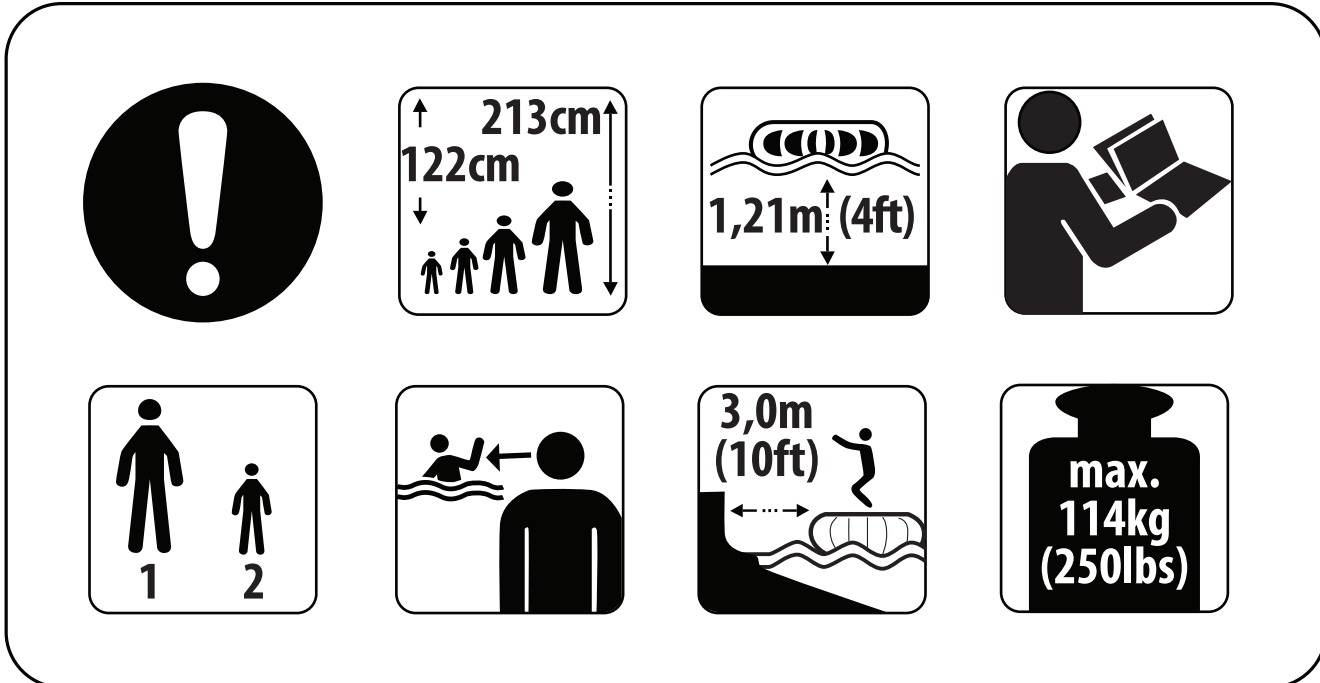 213cm
122cm
1,21m (4ft)
1 2
3,0m
(10ft)
max.
114kg
(250lbs)